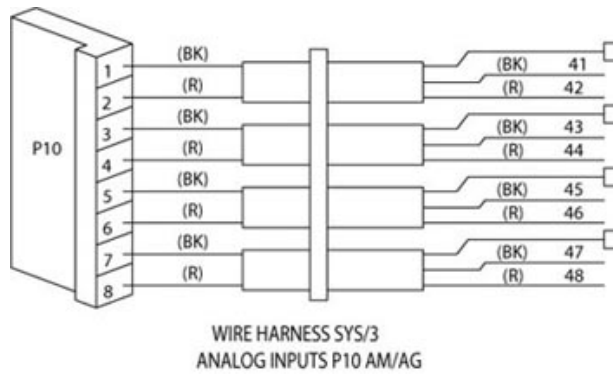 P10
1 (BK) (BK) 41
2 (R) (R) 42
3 (BK) (BK) 43
4 (R) (R) 44
5 (BK) (BK) 45
6 (R) (R) 46
7 (BK) (BK) 47
8 (R) (R) 48
WIRE HARNESS SYS/3
ANALOG INPUTS P10 AM/AG